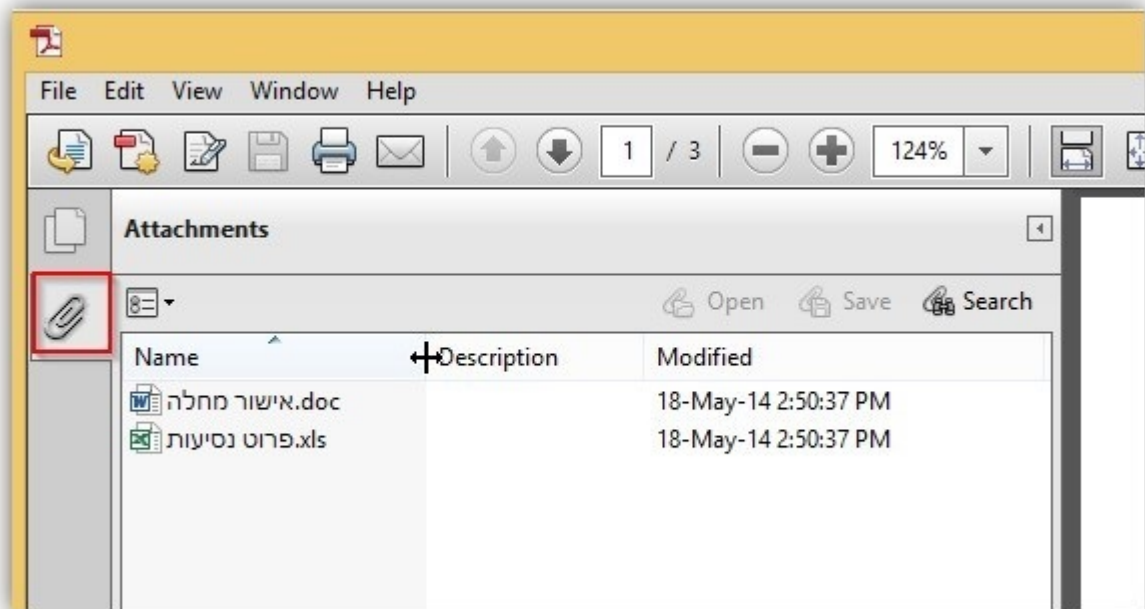 File Edit View Window Help
1 / 3 124%
Attachments
Open Save Search
Name Description Modified
אישור מחלה.doc 18-May-14 2:50:37 PM
פרוט נסיעות.xls 18-May-14 2:50:37 PM